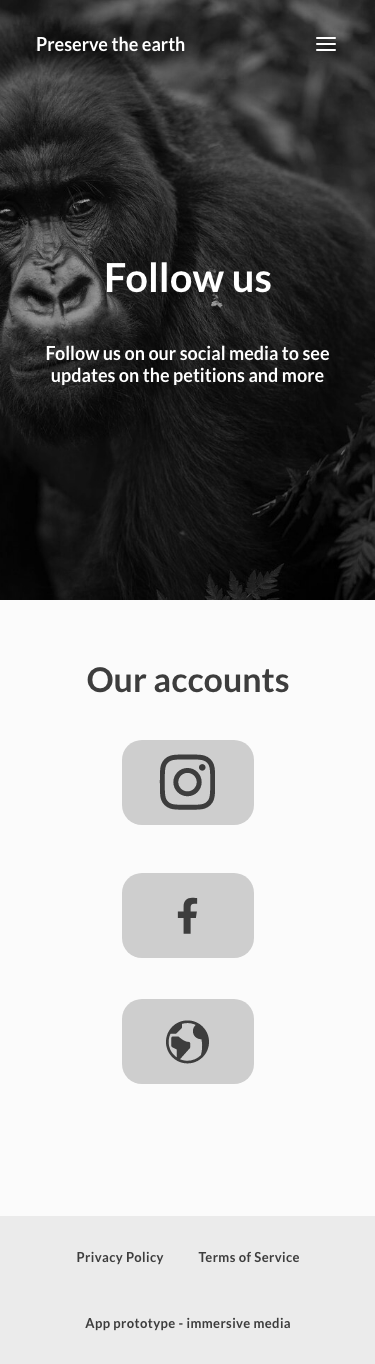 Preserve the earth
Follow us
Follow us on our social media to see
updates on the petitions and more
Our accounts
Privacy Policy Terms of Service
App prototype - immersive media